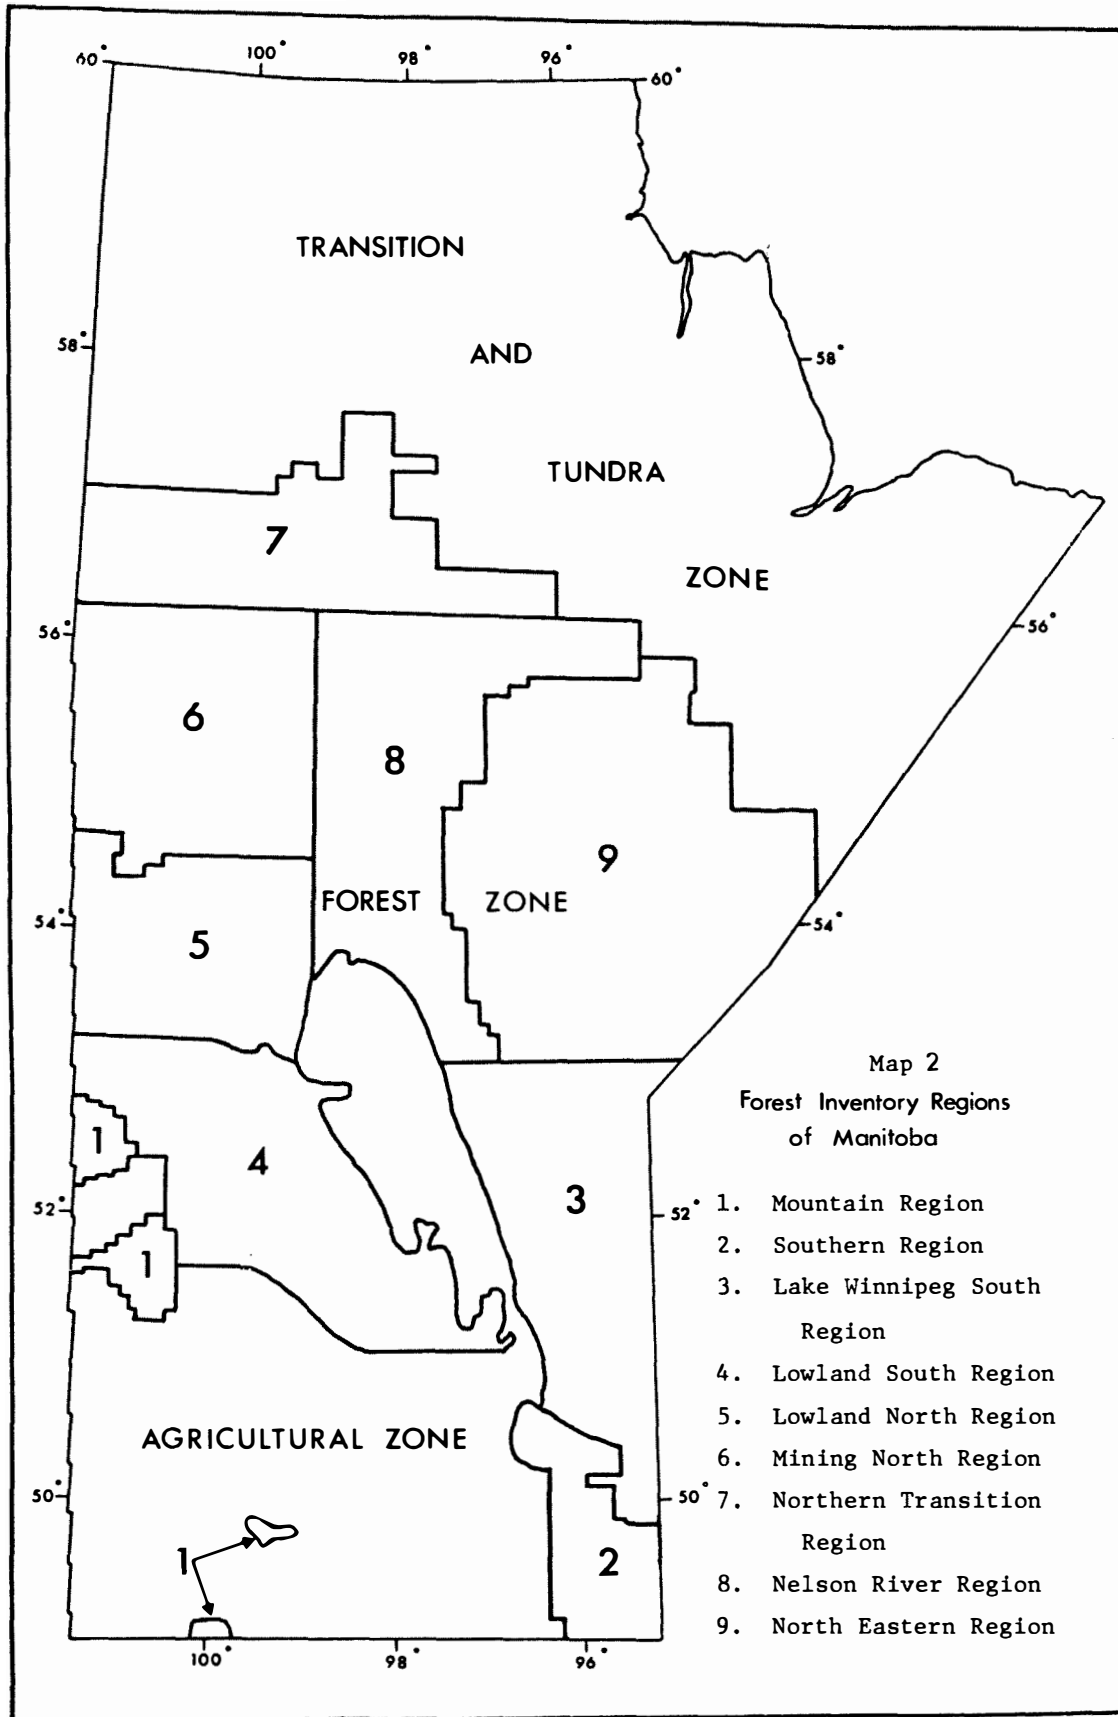 60° 100° 98° 96° 60°
TRANSITION
AND
58° 58°
TUNDRA
7
ZONE
56° 56°
6
8
9
FOREST ZONE
54° 54°
5
Map 2
Forest Inventory Regions
of Manitoba
1
4
3
52° 52°
1
1. Mountain Region
2. Southern Region
3. Lake Winnipeg South
Region
4. Lowland South Region
5. Lowland North Region
6. Mining North Region
7. Northern Transition
Region
8. Nelson River Region
9. North Eastern Region
AGRICULTURAL ZONE
50° 50°
1
2
100° 98° 96°